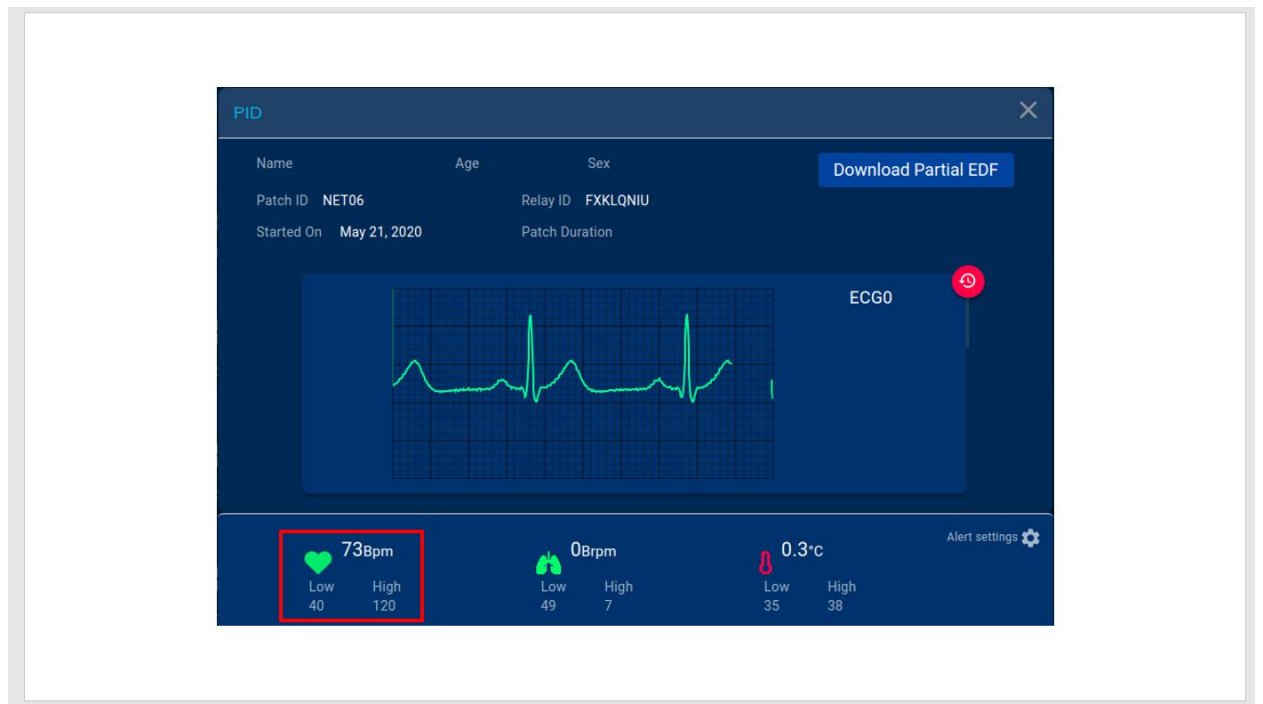 PID
Name Age Sex
Download Partial EDF
Patch ID NET06 Relay ID FXKLQNIU
Started On May 21, 2020 Patch Duration
ECG0
73Bpm
Low High
40 120
0Brpm
Low High
49 7
0.3°C
Low High
35 38
Alert settings